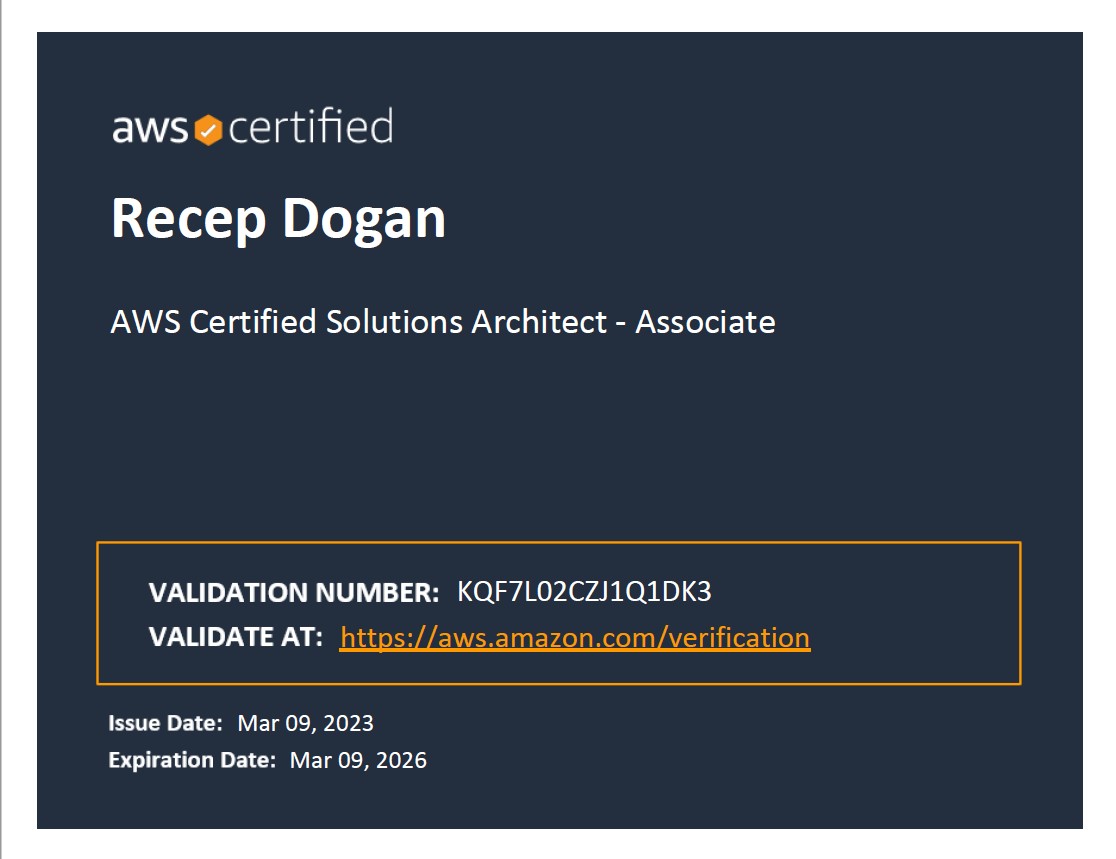 aws certified
Recep Dogan
AWS Certified Solutions Architect - Associate
VALIDATION NUMBER: KQF7L02CZJ1Q1DK3
VALIDATE AT: https://aws.amazon.com/verification
Issue Date: Mar 09, 2023
Expiration Date: Mar 09, 2026